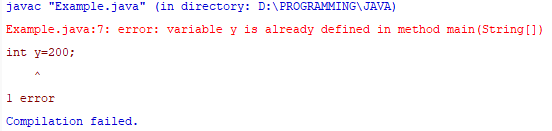 javac "Example.java" (in directory: D:\PROGRAMMING\JAVA)
Example.java:7: error: variable y is already defined in method main(String[])
int y=200;
^
1 error
Compilation failed.